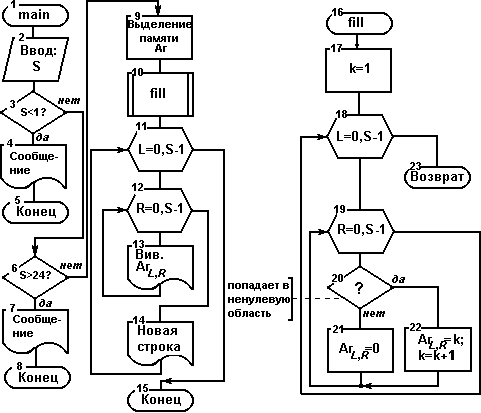 1
main
2
Ввод:
S
3
S<1?
нет
да
4
Сообще-
ние
5
Конец
6
S>24?
нет
да
7
Сообще-
ние
8
Конец
9
Выделение
памяти
Ar
10
fill
11
L=0,S-1
12
R=0,S-1
13
Вив.
Ar L,R
14
Новая
строка
15
Конец
16
fill
17
k=1
18
L=0,S-1
23
Возврат
19
R=0,S-1
20
?
да
нет
попадает в
ненулевую
область
21
Ar L,R=0
22
Ar L,R=k;
k=k+1